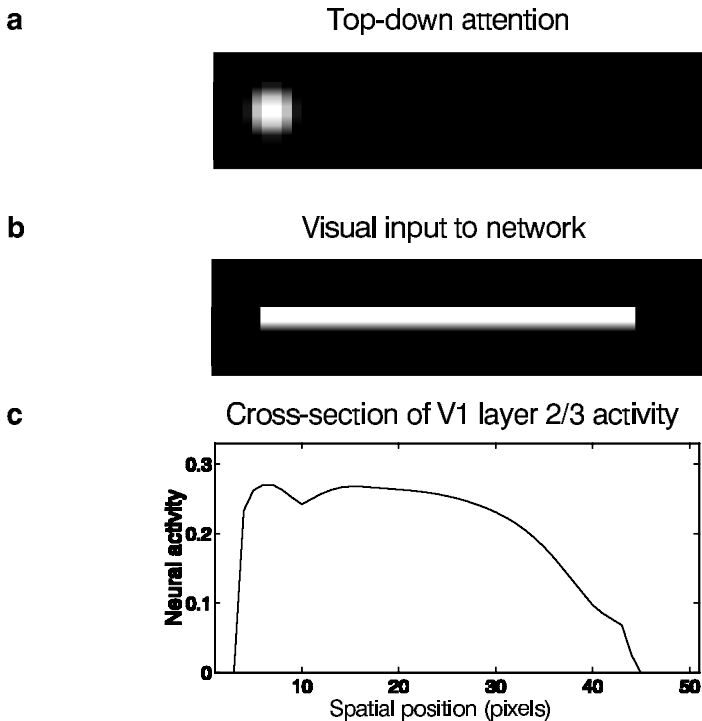 a
Top-down attention
b
Visual input to network
c
Cross-section of V1 layer 2/3 activity
Neural activity
0.3
0.2
0.1
0
10 20 30 40 50
Spatial position (pixels)